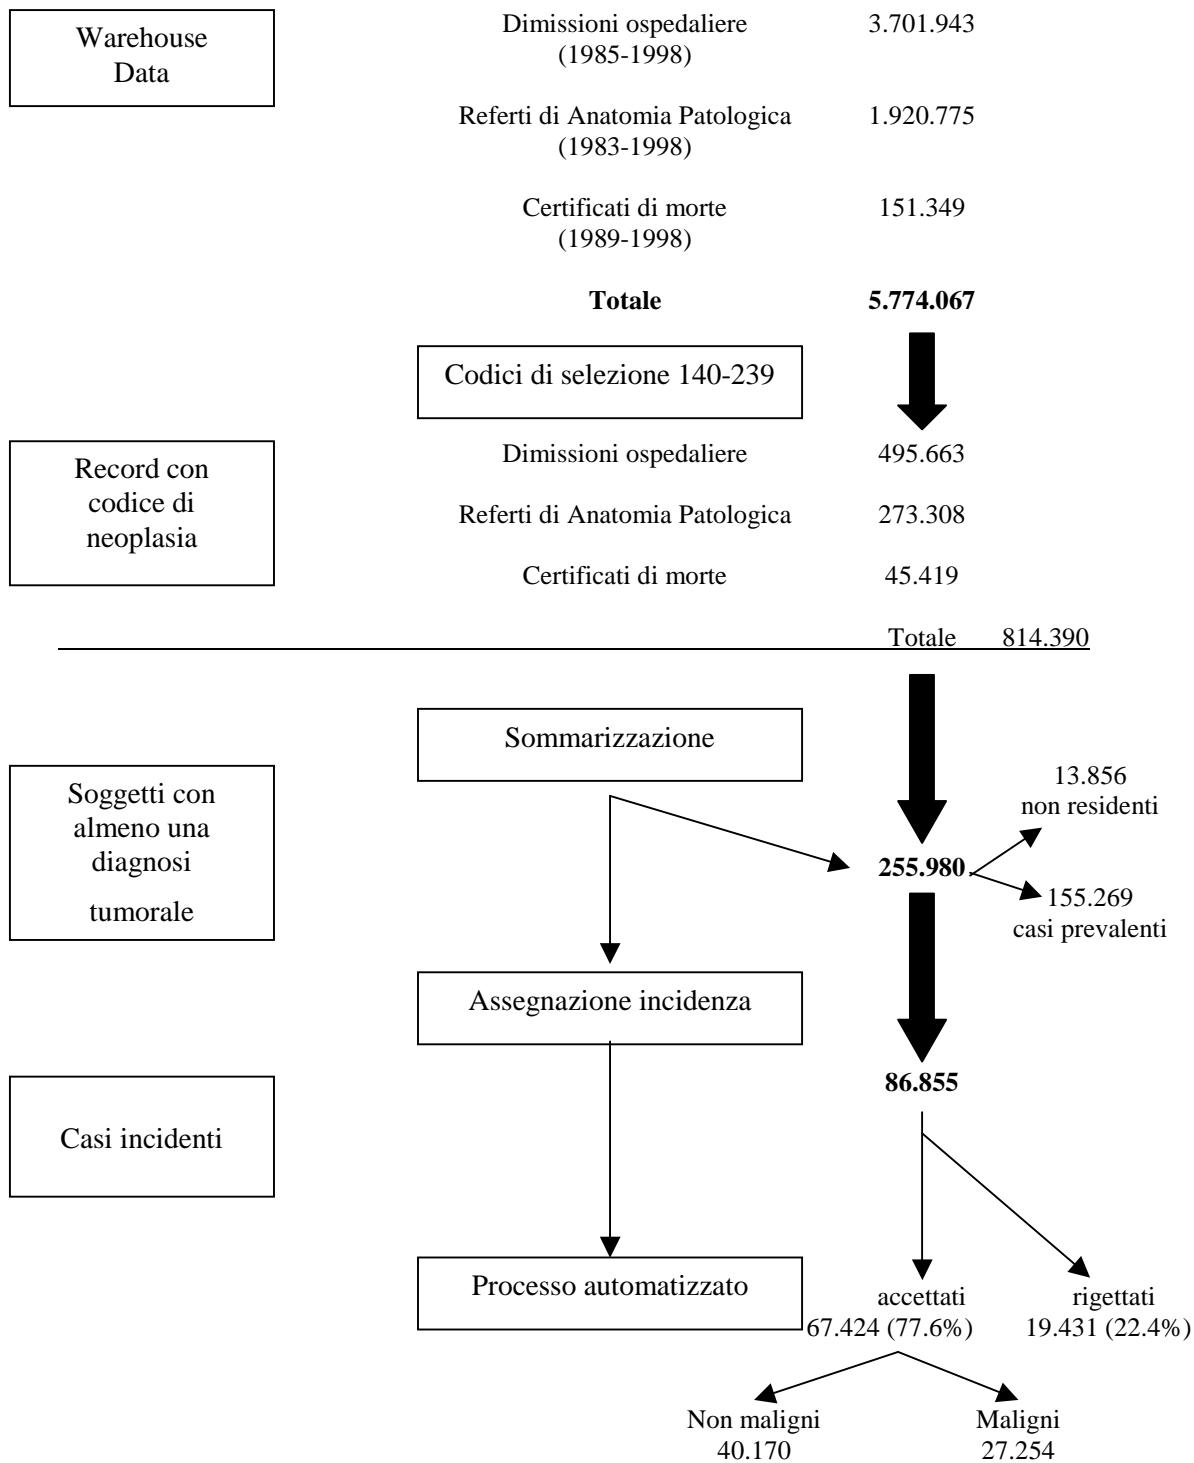 Warehouse
Data
Dimissioni ospedaliere 3.701.943
(1985-1998)
Referti di Anatomia Patologica 1.920.775
(1983-1998)
Certificati di morte 151.349
(1989-1998)
Totale 5.774.067
Codici di selezione 140-239
Record con
codice di
neoplasia
Dimissioni ospedaliere 495.663
Referti di Anatomia Patologica 273.308
Certificati di morte 45.419
Totale 814.390
Sommarizzazione
Soggetti con
almeno una
diagnosi
tumorale
13.856
non residenti
255.980
155.269
casi prevalenti
Assegnazione incidenza
86.855
Casi incidenti
Processo automatizzato
accettati
67.424 (77.6%)
rigettati
19.431 (22.4%)
Non maligni
40.170
Maligni
27.254